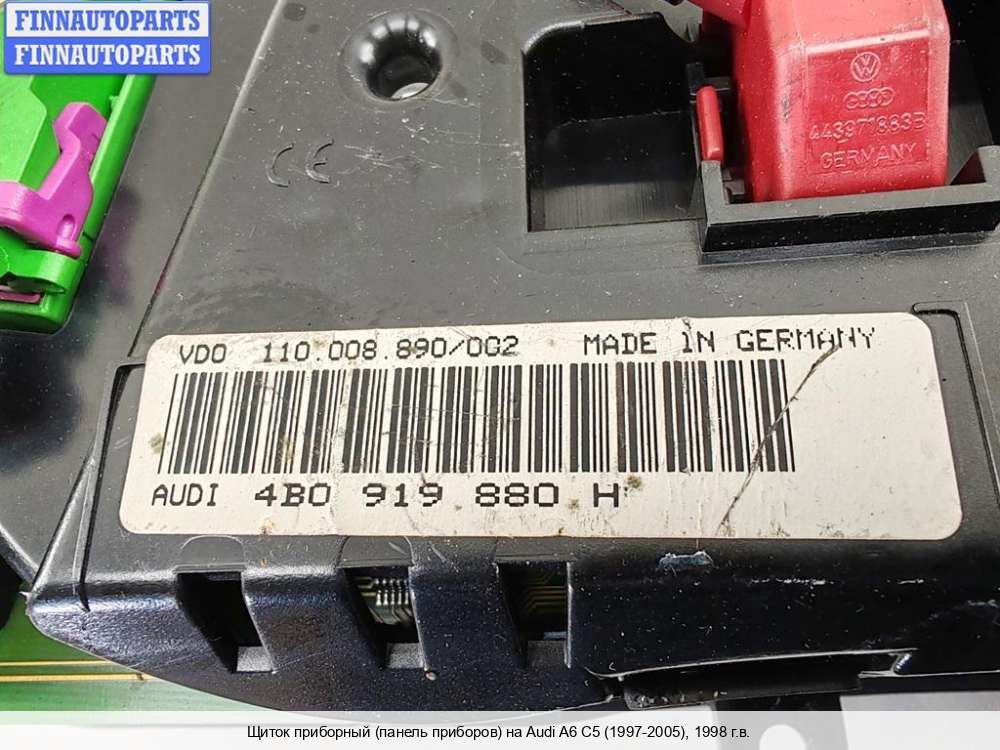 FINNAUTOPARTS
FINNAUTOPARTS
443971883B
GERMANY
CE
VDO 110.008.890/002 MADE IN GERMANY
AUDI 4B0 919 880 H
Щиток приборный (панель приборов) на Audi A6 C5 (1997-2005), 1998 г.в.